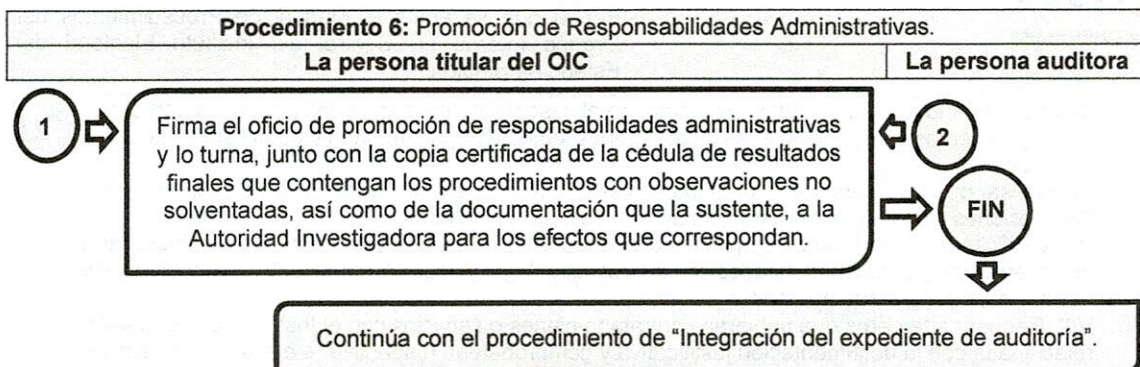 Procedimiento 6: Promoción de Responsabilidades Administrativas.
La persona titular del OIC
La persona auditora
1
Firma el oficio de promoción de responsabilidades administrativas
y lo turna, junto con la copia certificada de la cédula de resultados
finales que contengan los procedimientos con observaciones no
solventadas, así como de la documentación que la sustente, a la
Autoridad Investigadora para los efectos que correspondan.
2
FIN
Continúa con el procedimiento de “Integración del expediente de auditoría”.